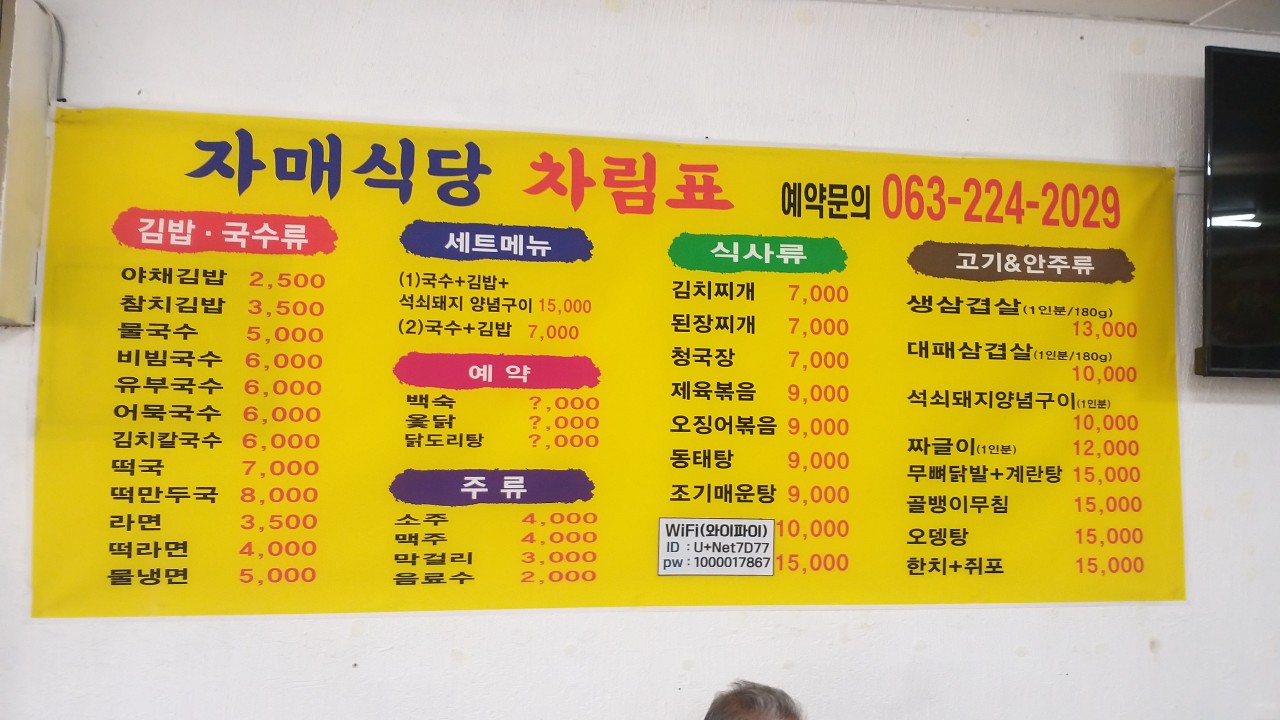 자매식당 차림표 예약문의 063-224-2029
김밥 · 국수류
야채김밥 2,500
참치김밥 3,500
물국수 5,000
비빔국수 6,000
유부국수 6,000
어묵국수 6,000
김치칼국수 6,000
떡국 7,000
떡만두국 8,000
라면 3,500
떡라면 4,000
물냉면 5,000
세트메뉴
(1)국수+김밥+
석쇠돼지 양념구이 15,000
(2)국수+김밥 7,000
예 약
백숙 ?,000
옻닭 ?,000
닭도리탕 ?,000
주 류
소주 4,000
맥주 4,000
막걸리 3,000
음료수 2,000
식사류
김치찌개 7,000
된장찌개 7,000
청국장 7,000
제육볶음 9,000
오징어볶음 9,000
동태탕 9,000
조기매운탕 9,000
10,000
15,000
WiFi(와이파이)
ID : U+Net7D77
pw : 1000017867
고기&안주류
생삼겹살(1인분/180g)
13,000
대패삼겹살(1인분/180g)
10,000
석쇠돼지양념구이(1인분)
10,000
짜글이(1인분) 12,000
무뼈닭발+계란탕 15,000
골뱅이무침 15,000
오뎅탕 15,000
한치+쥐포 15,000